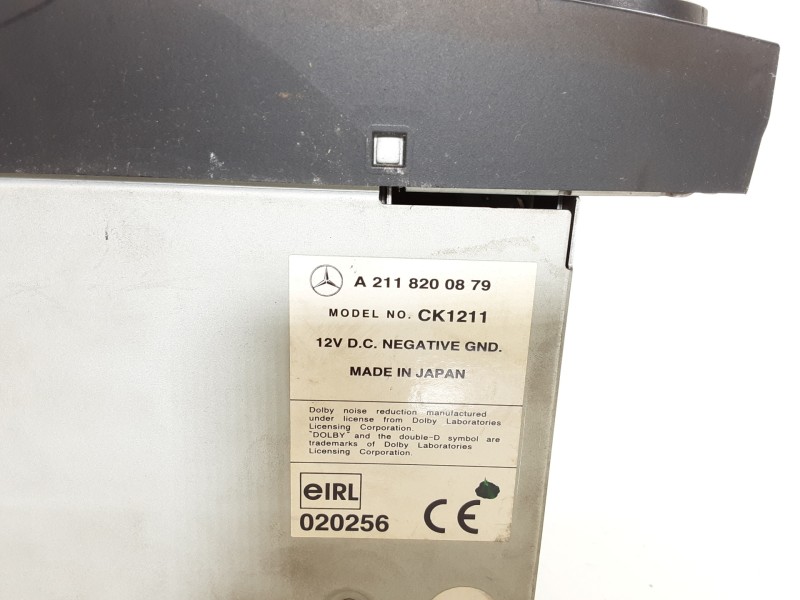 A 211 820 08 79
MODEL NO. CK1211
12V D.C. NEGATIVE GND.
MADE IN JAPAN
Dolby noise reduction manufactured
under license from Dolby Laboratories
Licensing Corporation.
"DOLBY" and the double-D symbol are
trademarks of Dolby Laboratories
Licensing Corporation.
eIRL
020256 CE